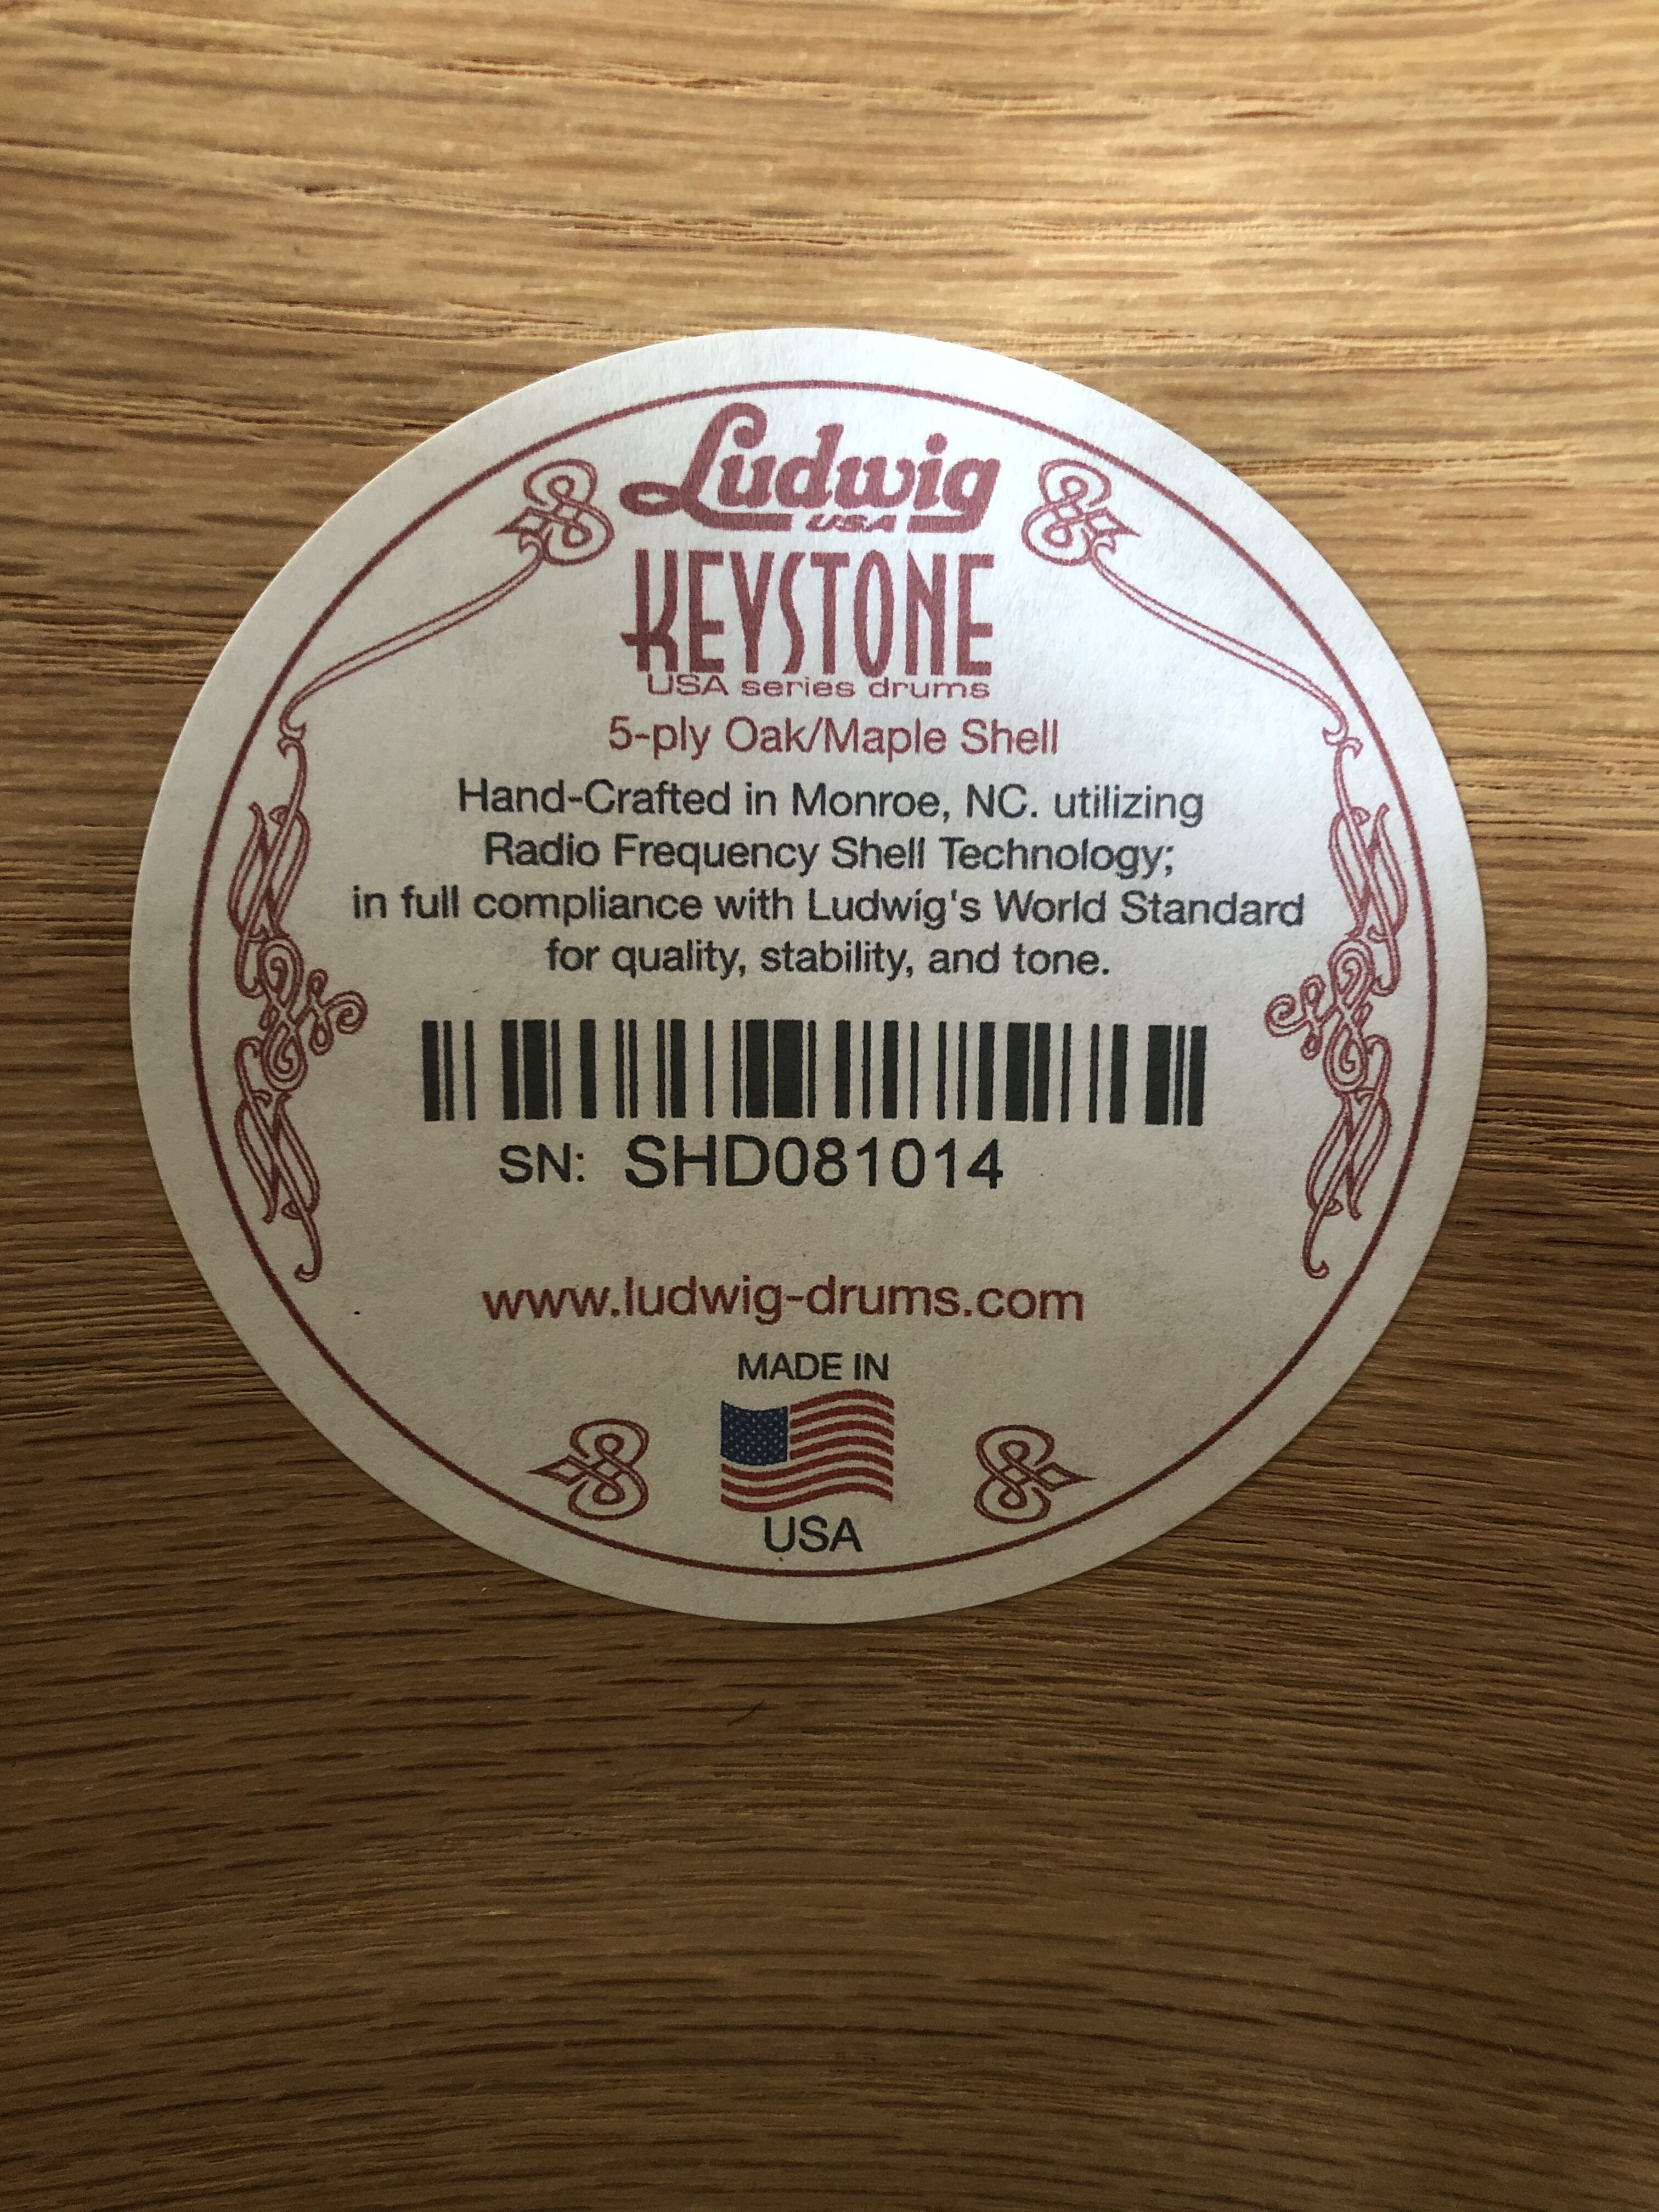 Ludwig
USA
KEYSTONE
USA series drums
5-ply Oak/Maple Shell
Hand-Crafted in Monroe, NC. utilizing
Radio Frequency Shell Technology;
in full compliance with Ludwig's World Standard
for quality, stability, and tone.
SN: SHD081014
www.ludwig-drums.com
MADE IN
USA